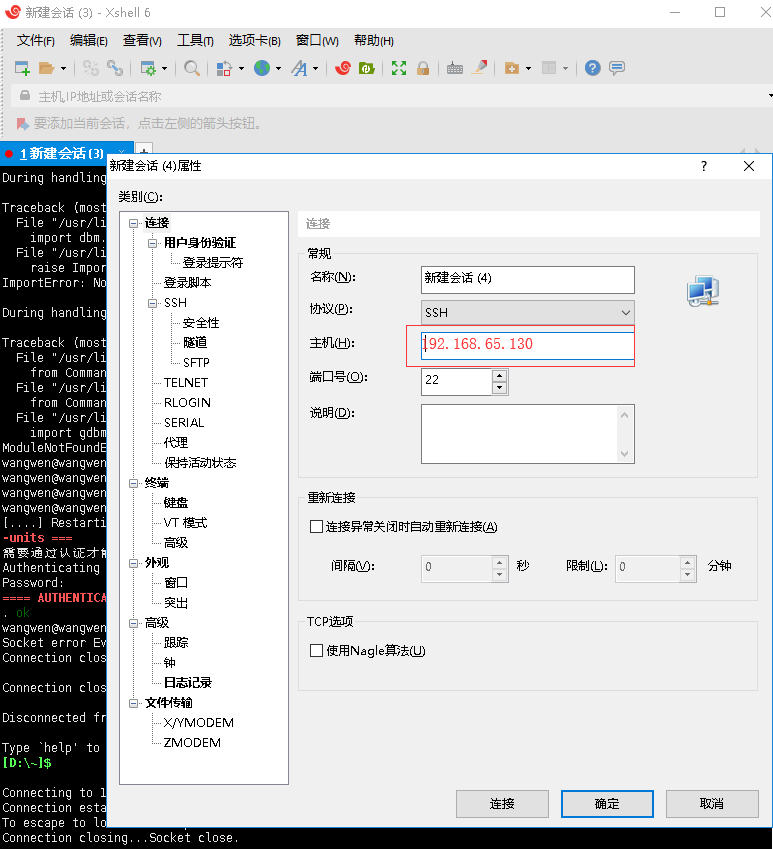 新建会话 (3) - Xshell 6
文件(F) 编辑(E) 查看(V) 工具(T) 选项卡(B) 窗口(W) 帮助(H)
主机,IP地址或会话名称
要添加当前会话，点击左侧的箭头按钮。
1 新建会话 (3)
During handling
Traceback (most
File "/usr/li
import dbm.
File "/usr/li
raise Impor
ImportError: No
During handling
Traceback (most
File "/usr/li
from Comman
File "/usr/li
from Comman
File "/usr/li
import gdbm
ModuleNotFoundE
wangwen@wangwen
wangwen@wangwen
wangwen@wangwen
wangwen@wangwen
[....] Restarti
-units ===
需要通过认证才能
Authenticating
Password:
==== AUTHENTICA
. ok
wangwen@wangwen
Socket error Ev
Connection clos
Connection clos
Disconnected fr
Type `help' to
[D:\~]$
Connecting to 1
Connection esta
To escape to lo
Connection closing...Socket close.
新建会话 (4)属性
类别(C):
连接
用户身份验证
登录提示符
登录脚本
SSH
安全性
隧道
SFTP
TELNET
RLOGIN
SERIAL
代理
保持活动状态
终端
键盘
VT 模式
高级
外观
窗口
突出
高级
跟踪
钟
日志记录
文件传输
X/YMODEM
ZMODEM
连接
常规
名称(N): 新建会话 (4)
协议(P): SSH
主机(H): 192.168.65.130
端口号(O): 22
说明(D):
重新连接
连接异常关闭时自动重新连接(A)
间隔(V): 0 秒 限制(L): 0 分钟
TCP选项
使用Nagle算法(U)
连接 确定 取消